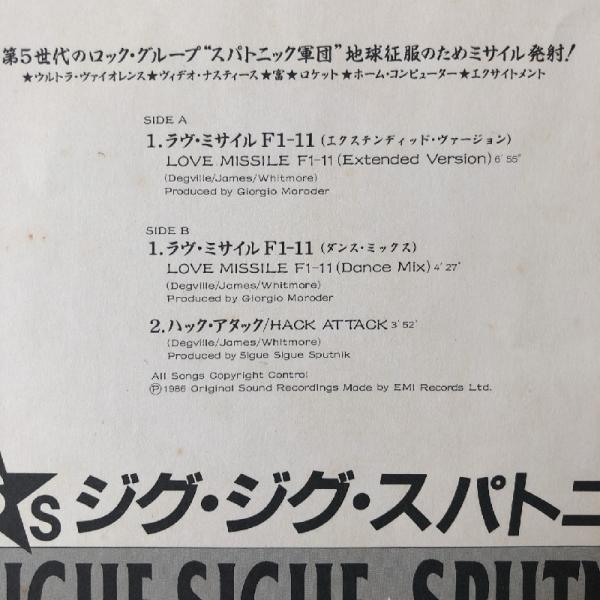 第5世代のロック・グループ“スパトニック軍団”地球征服のためミサイル発射!
★ウルトラ・ヴァイオレンス★ヴィデオ・ナスティーズ★富★ロケット★ホーム・コンピューター★エクサイトメント
SIDE A
1. ラヴ・ミサイルF1-11(エクステンディッド・ヴァージョン)
LOVE MISSILE F1-11(Extended Version) 6′55″
(Degville/James/Whitmore)
Produced by Giorgio Moroder
SIDE B
1. ラヴ・ミサイルF1-11(ダンス・ミックス)
LOVE MISSILE F1-11(Dance Mix) 4′27″
(Degville/James/Whitmore)
Produced by Giorgio Moroder
2. ハック・アタック/HACK ATTACK 3′52″
(Degville/James/Whitmore)
Produced by Sigue Sigue Sputnik
All Songs Copyright Control
Ⓟ1986 Original Sound Recordings Made by EMI Records Ltd.
S ジグ・ジグ・スパトニ
IGUE SIGUE SPUTN